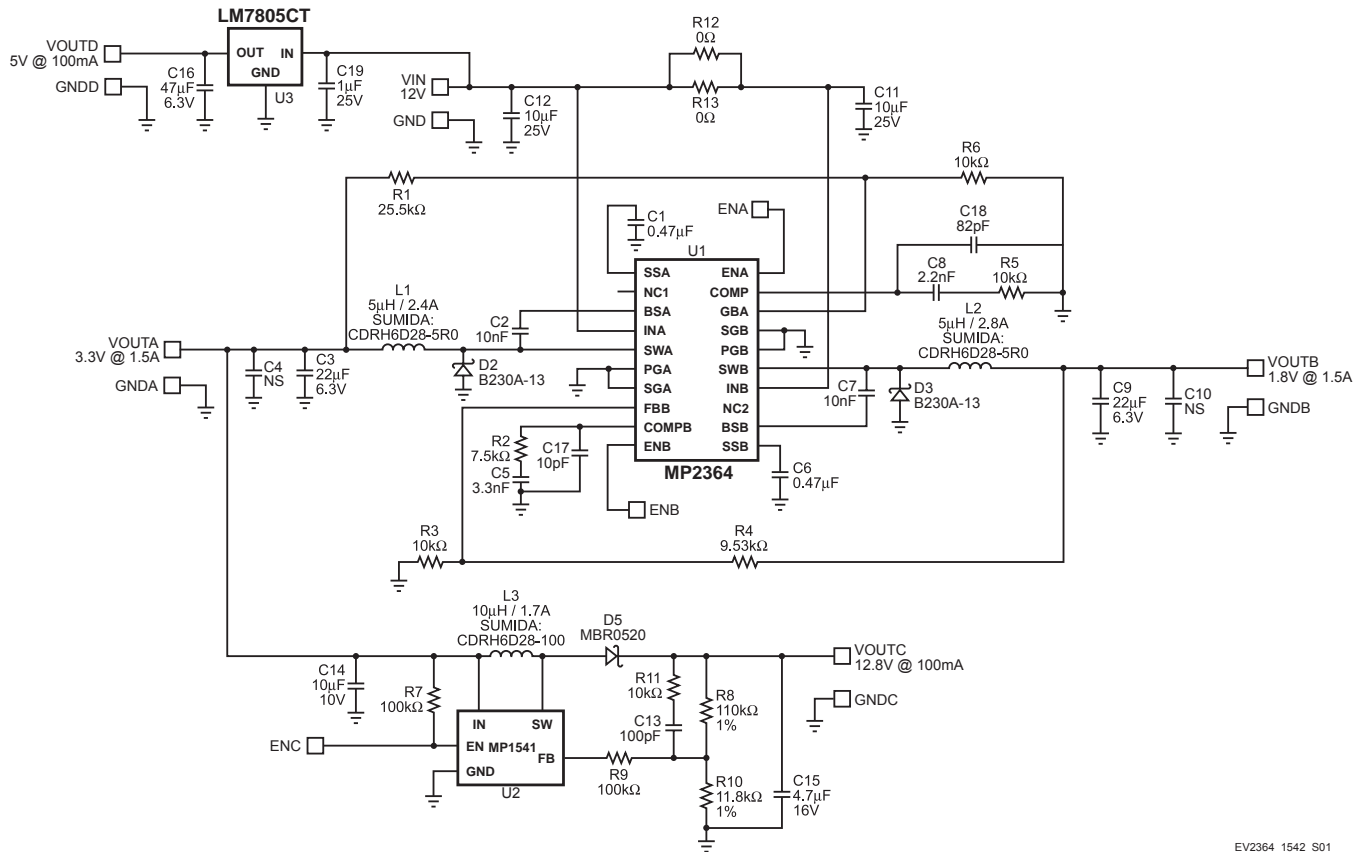 LM7805CT
VOUTD
5V @ 100mA
GNDD
C16
47µF
6.3V
OUT IN
GND
U3
C19
1µF
25V
VIN
12V
GND
C12
10µF
25V
R12
0Ω
R13
0Ω
C11
10µF
25V
R1
25.5kΩ
R6
10kΩ
C18
82pF
C8
2.2nF
R5
10kΩ
ENA
C1
0.47µF
U1
SSA
NC1
BSA
INA
SWA
PGA
SGA
FBB
COMPB
ENB
ENA
COMP
GBA
SGB
PGB
SWB
INB
NC2
BSB
SSB
MP2364
L1
5µH / 2.4A
SUMIDA:
CDRH6D28-5R0
C2
10nF
L2
5µH / 2.8A
SUMIDA:
CDRH6D28-5R0
VOUTA
3.3V @ 1.5A
GNDA
C4
NS
C3
22µF
6.3V
D2
B230A-13
C7
10nF
D3
B230A-13
VOUTB
1.8V @ 1.5A
C9
22µF
6.3V
C10
NS
GNDB
R2
7.5kΩ
C5
3.3nF
C17
10pF
C6
0.47µF
ENB
R3
10kΩ
R4
9.53kΩ
L3
10µH / 1.7A
SUMIDA:
CDRH6D28-100
D5
MBR0520
VOUTC
12.8V @ 100mA
C14
10µF
10V
R7
100kΩ
R11
10kΩ
C13
100pF
R8
110kΩ
1%
GNDC
ENC
IN SW
EN MP1541
FB
GND
U2
R9
100kΩ
R10
11.8kΩ
1%
C15
4.7µF
16V
EV2364_1542_S01